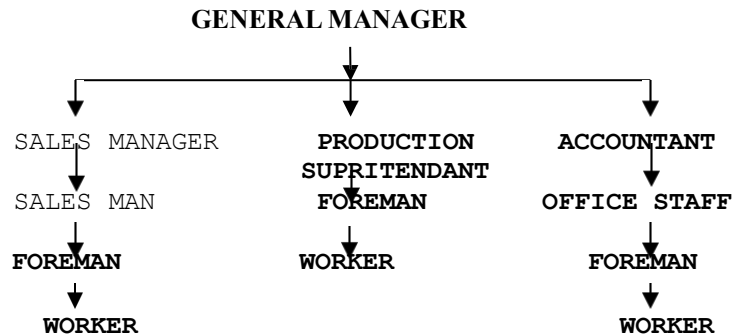 GENERAL MANAGER
SALES MANAGER PRODUCTION ACCOUNTANT
SUPRITENDANT
SALES MAN FOREMAN OFFICE STAFF
FOREMAN WORKER FOREMAN
WORKER WORKER